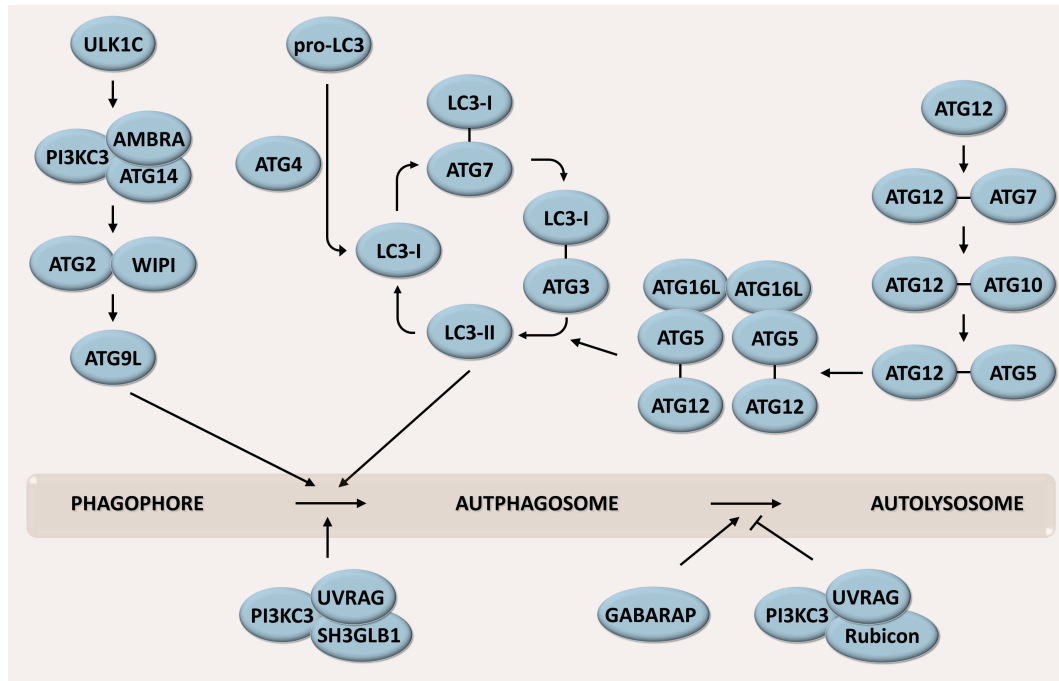 ULK1C
PI3KC3
AMBRA
ATG14
ATG2
WIPI
ATG9L
pro-LC3
ATG4
LC3-I
LC3-I
ATG7
LC3-I
ATG3
LC3-II
ATG16L
ATG16L
ATG5
ATG5
ATG12
ATG12
ATG12
ATG12
ATG7
ATG12
ATG10
ATG12
ATG5
PHAGOPHORE
AUTPHAGOSOME
AUTOLYSOSOME
PI3KC3
UVRAG
SH3GLB1
GABARAP
PI3KC3
UVRAG
Rubicon